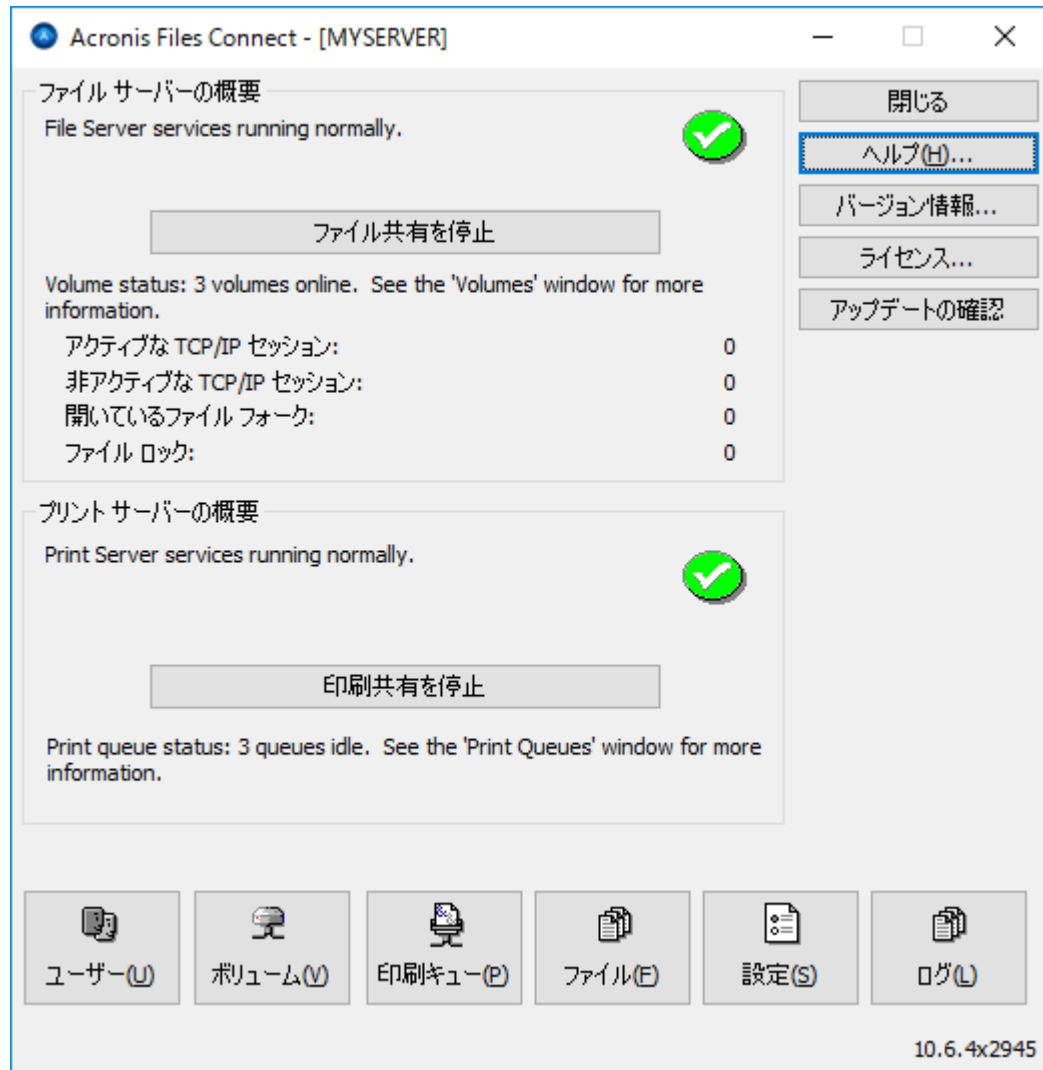 Acronis Files Connect - [MYSERVER]
ファイル サーバーの概要
File Server services running normally.
ファイル共有を停止
Volume status: 3 volumes online.  See the 'Volumes' window for more
information.
アクティブな TCP/IP セッション: 0
非アクティブな TCP/IP セッション: 0
開いているファイル フォーク: 0
ファイル ロック: 0
プリント サーバーの概要
Print Server services running normally.
印刷共有を停止
Print queue status: 3 queues idle.  See the 'Print Queues' window for more
information.
閉じる
ヘルプ(H)...
バージョン情報...
ライセンス...
アップデートの確認
ユーザー(U)
ボリューム(V)
印刷キュー(P)
ファイル(F)
設定(S)
ログ(L)
10.6.4x2945